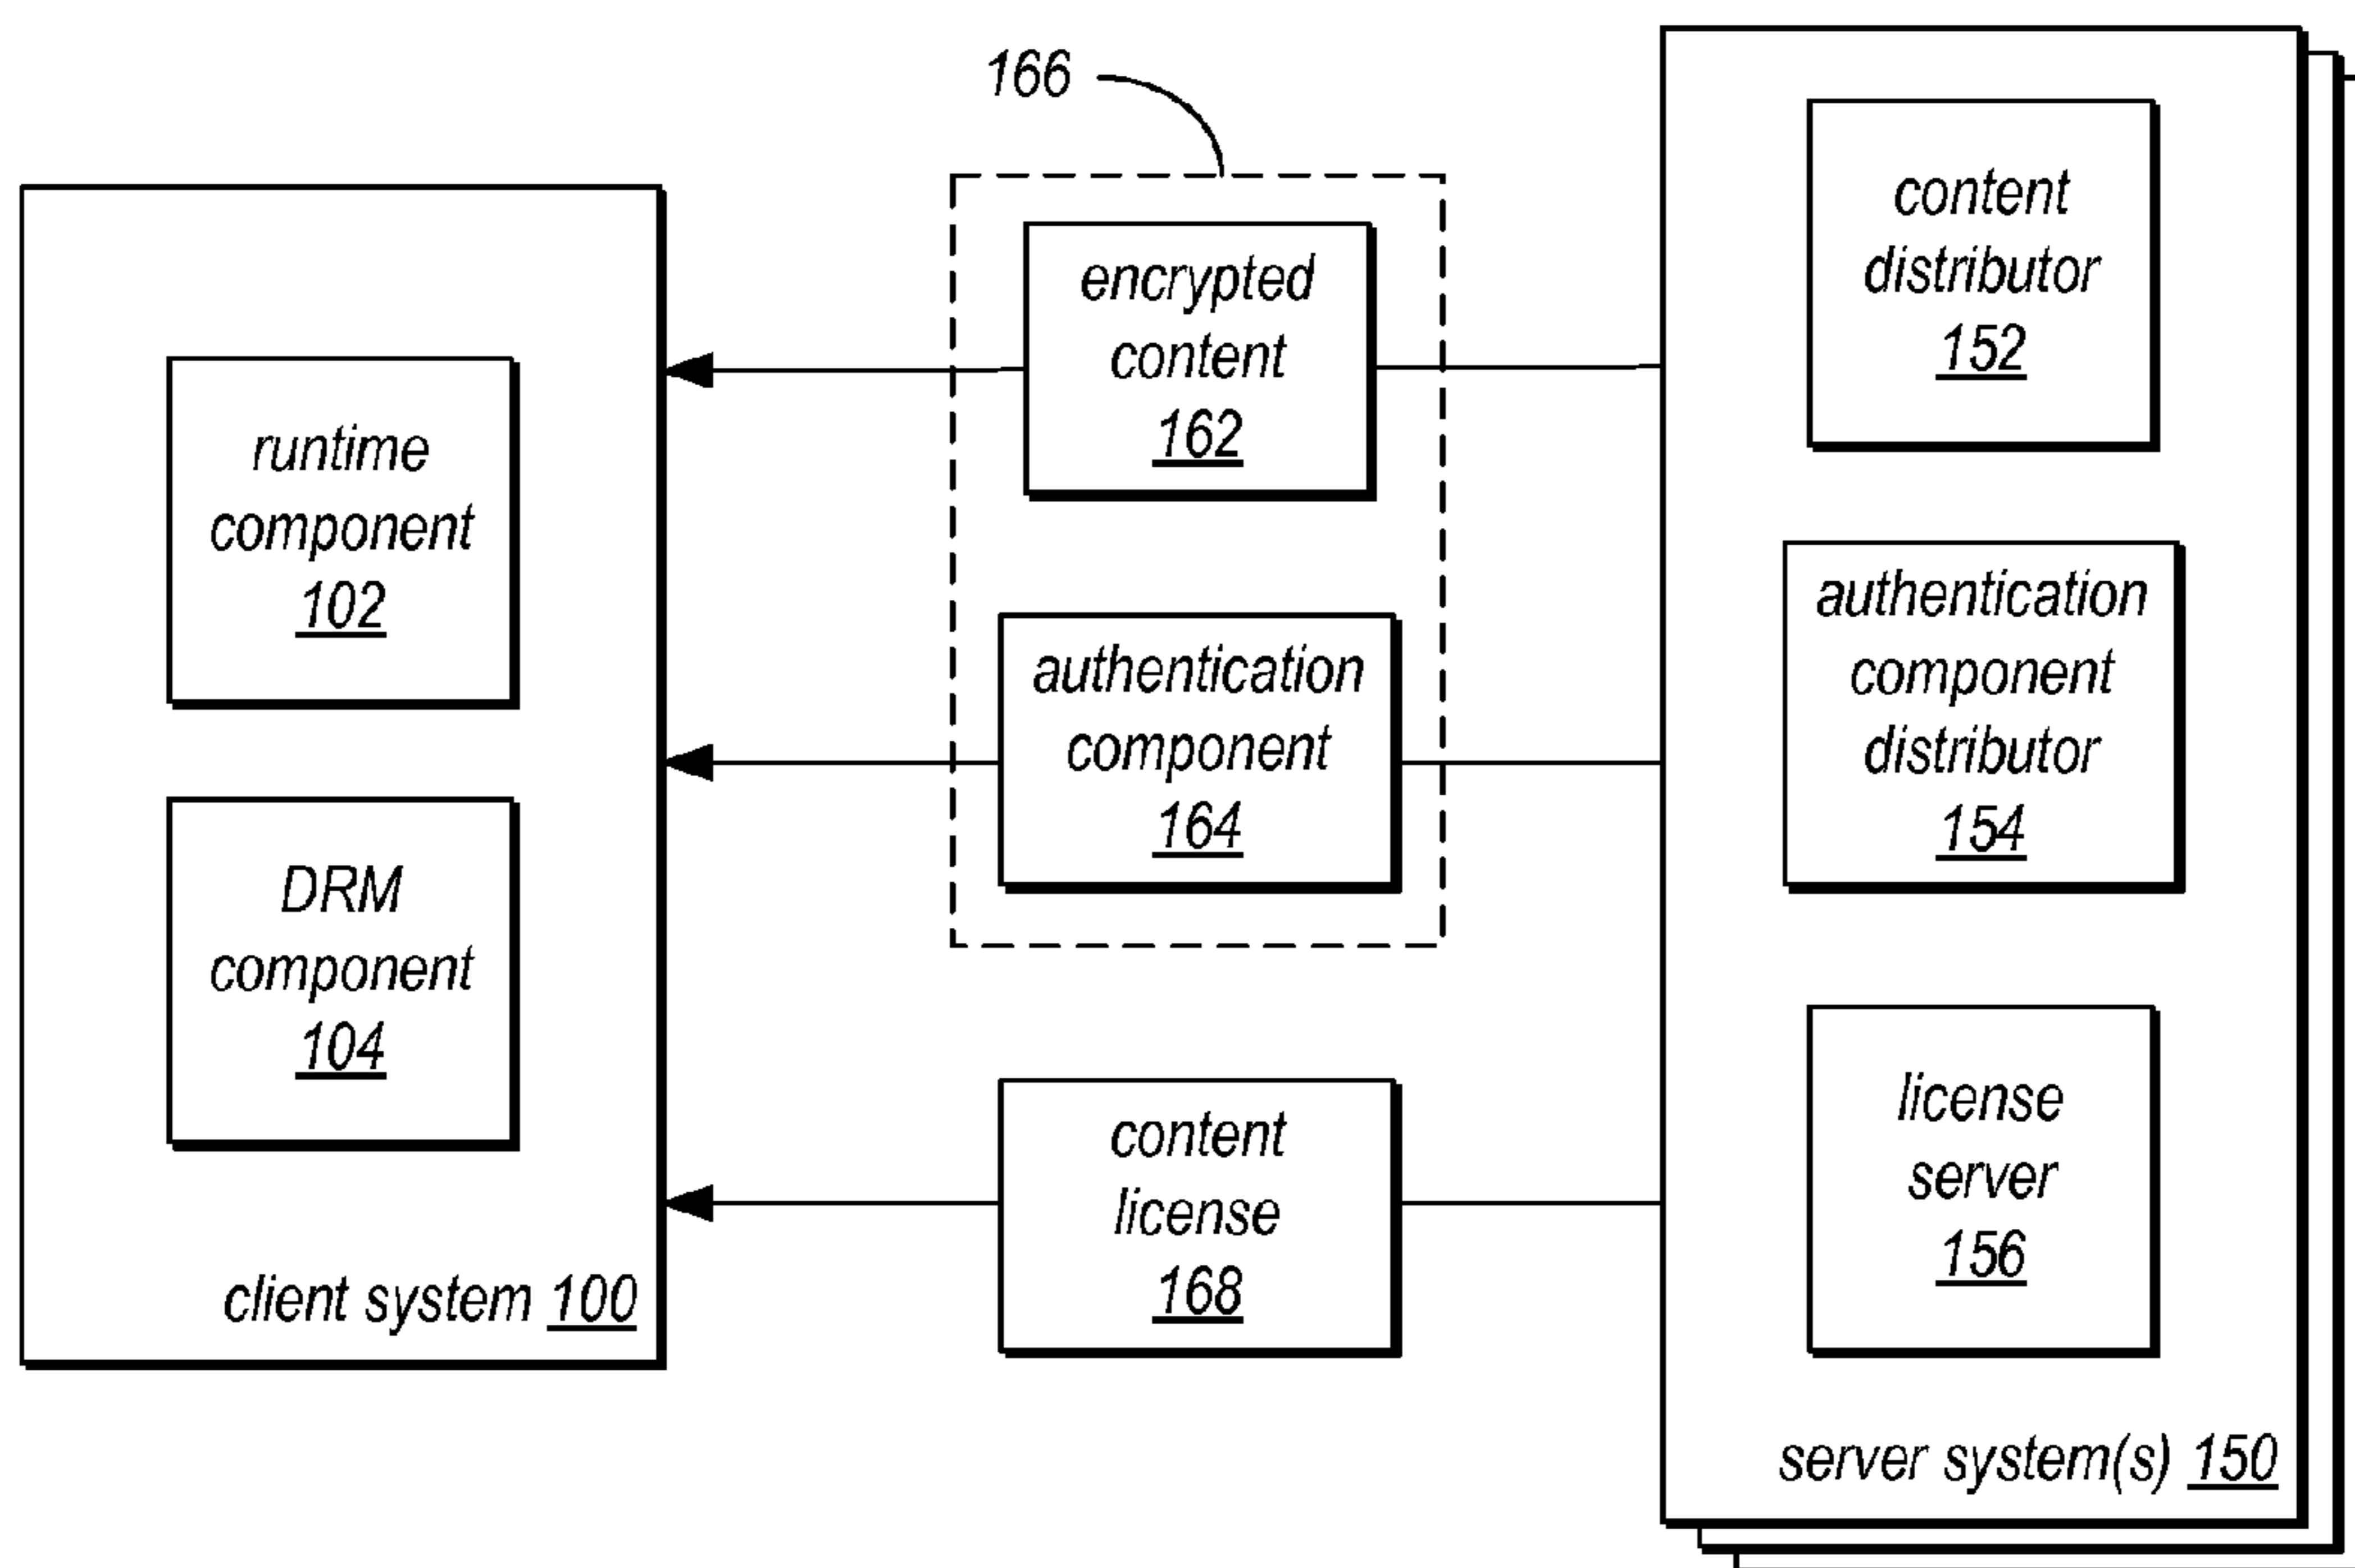 166
runtime
component
102
DRM
component
104
client system 100
encrypted
content
162
authentication
component
164
content
license
168
content
distributor
152
authentication
component
distributor
154
license
server
156
server system(s) 150